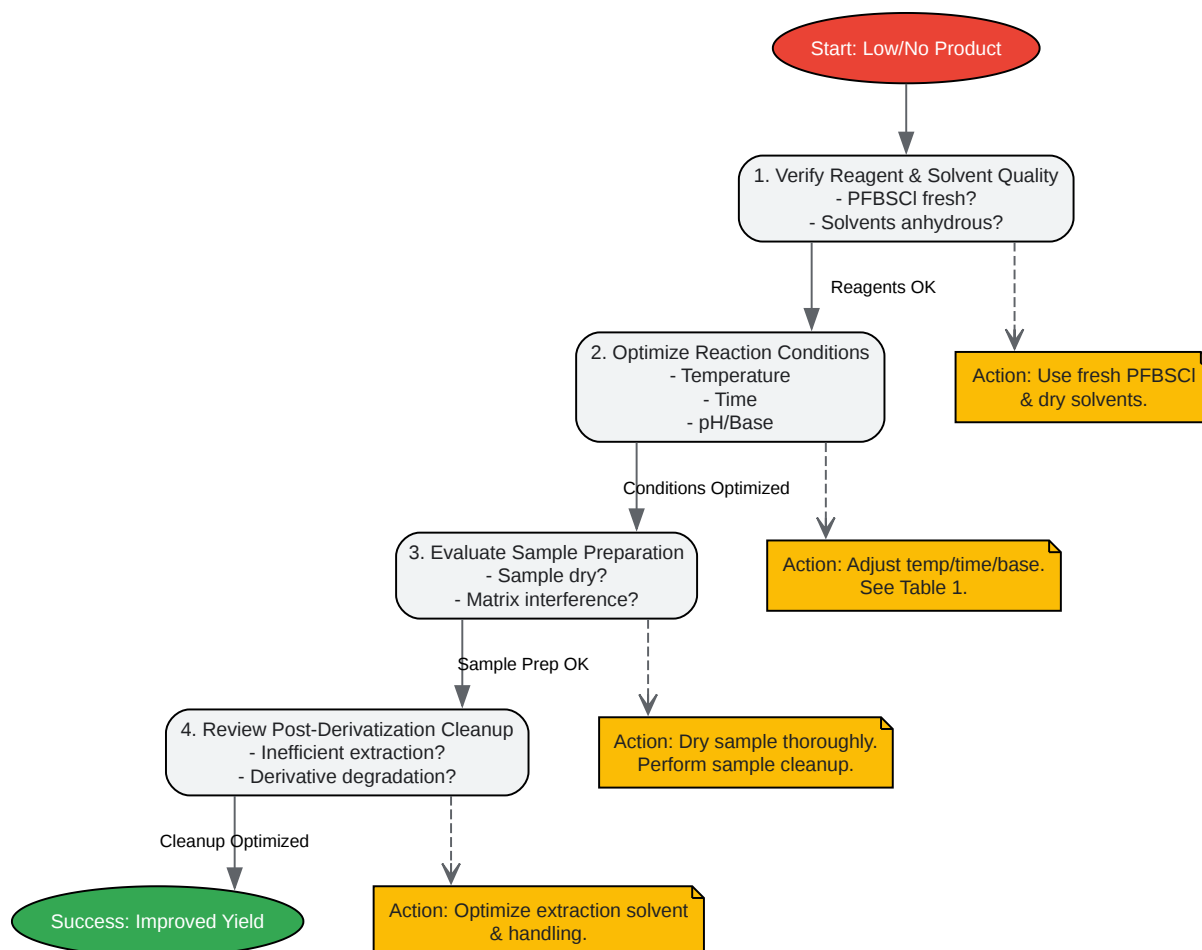 Start: Low/No Product
1. Verify Reagent & Solvent Quality
- PFBSCl fresh?
- Solvents anhydrous?
Reagents OK
Action: Use fresh PFBSCl
& dry solvents.
2. Optimize Reaction Conditions
- Temperature
- Time
- pH/Base
Conditions Optimized
Action: Adjust temp/time/base.
See Table 1.
3. Evaluate Sample Preparation
- Sample dry?
- Matrix interference?
Sample Prep OK
Action: Dry sample thoroughly.
Perform sample cleanup.
4. Review Post-Derivatization Cleanup
- Inefficient extraction?
- Derivative degradation?
Cleanup Optimized
Action: Optimize extraction solvent
& handling.
Success: Improved Yield